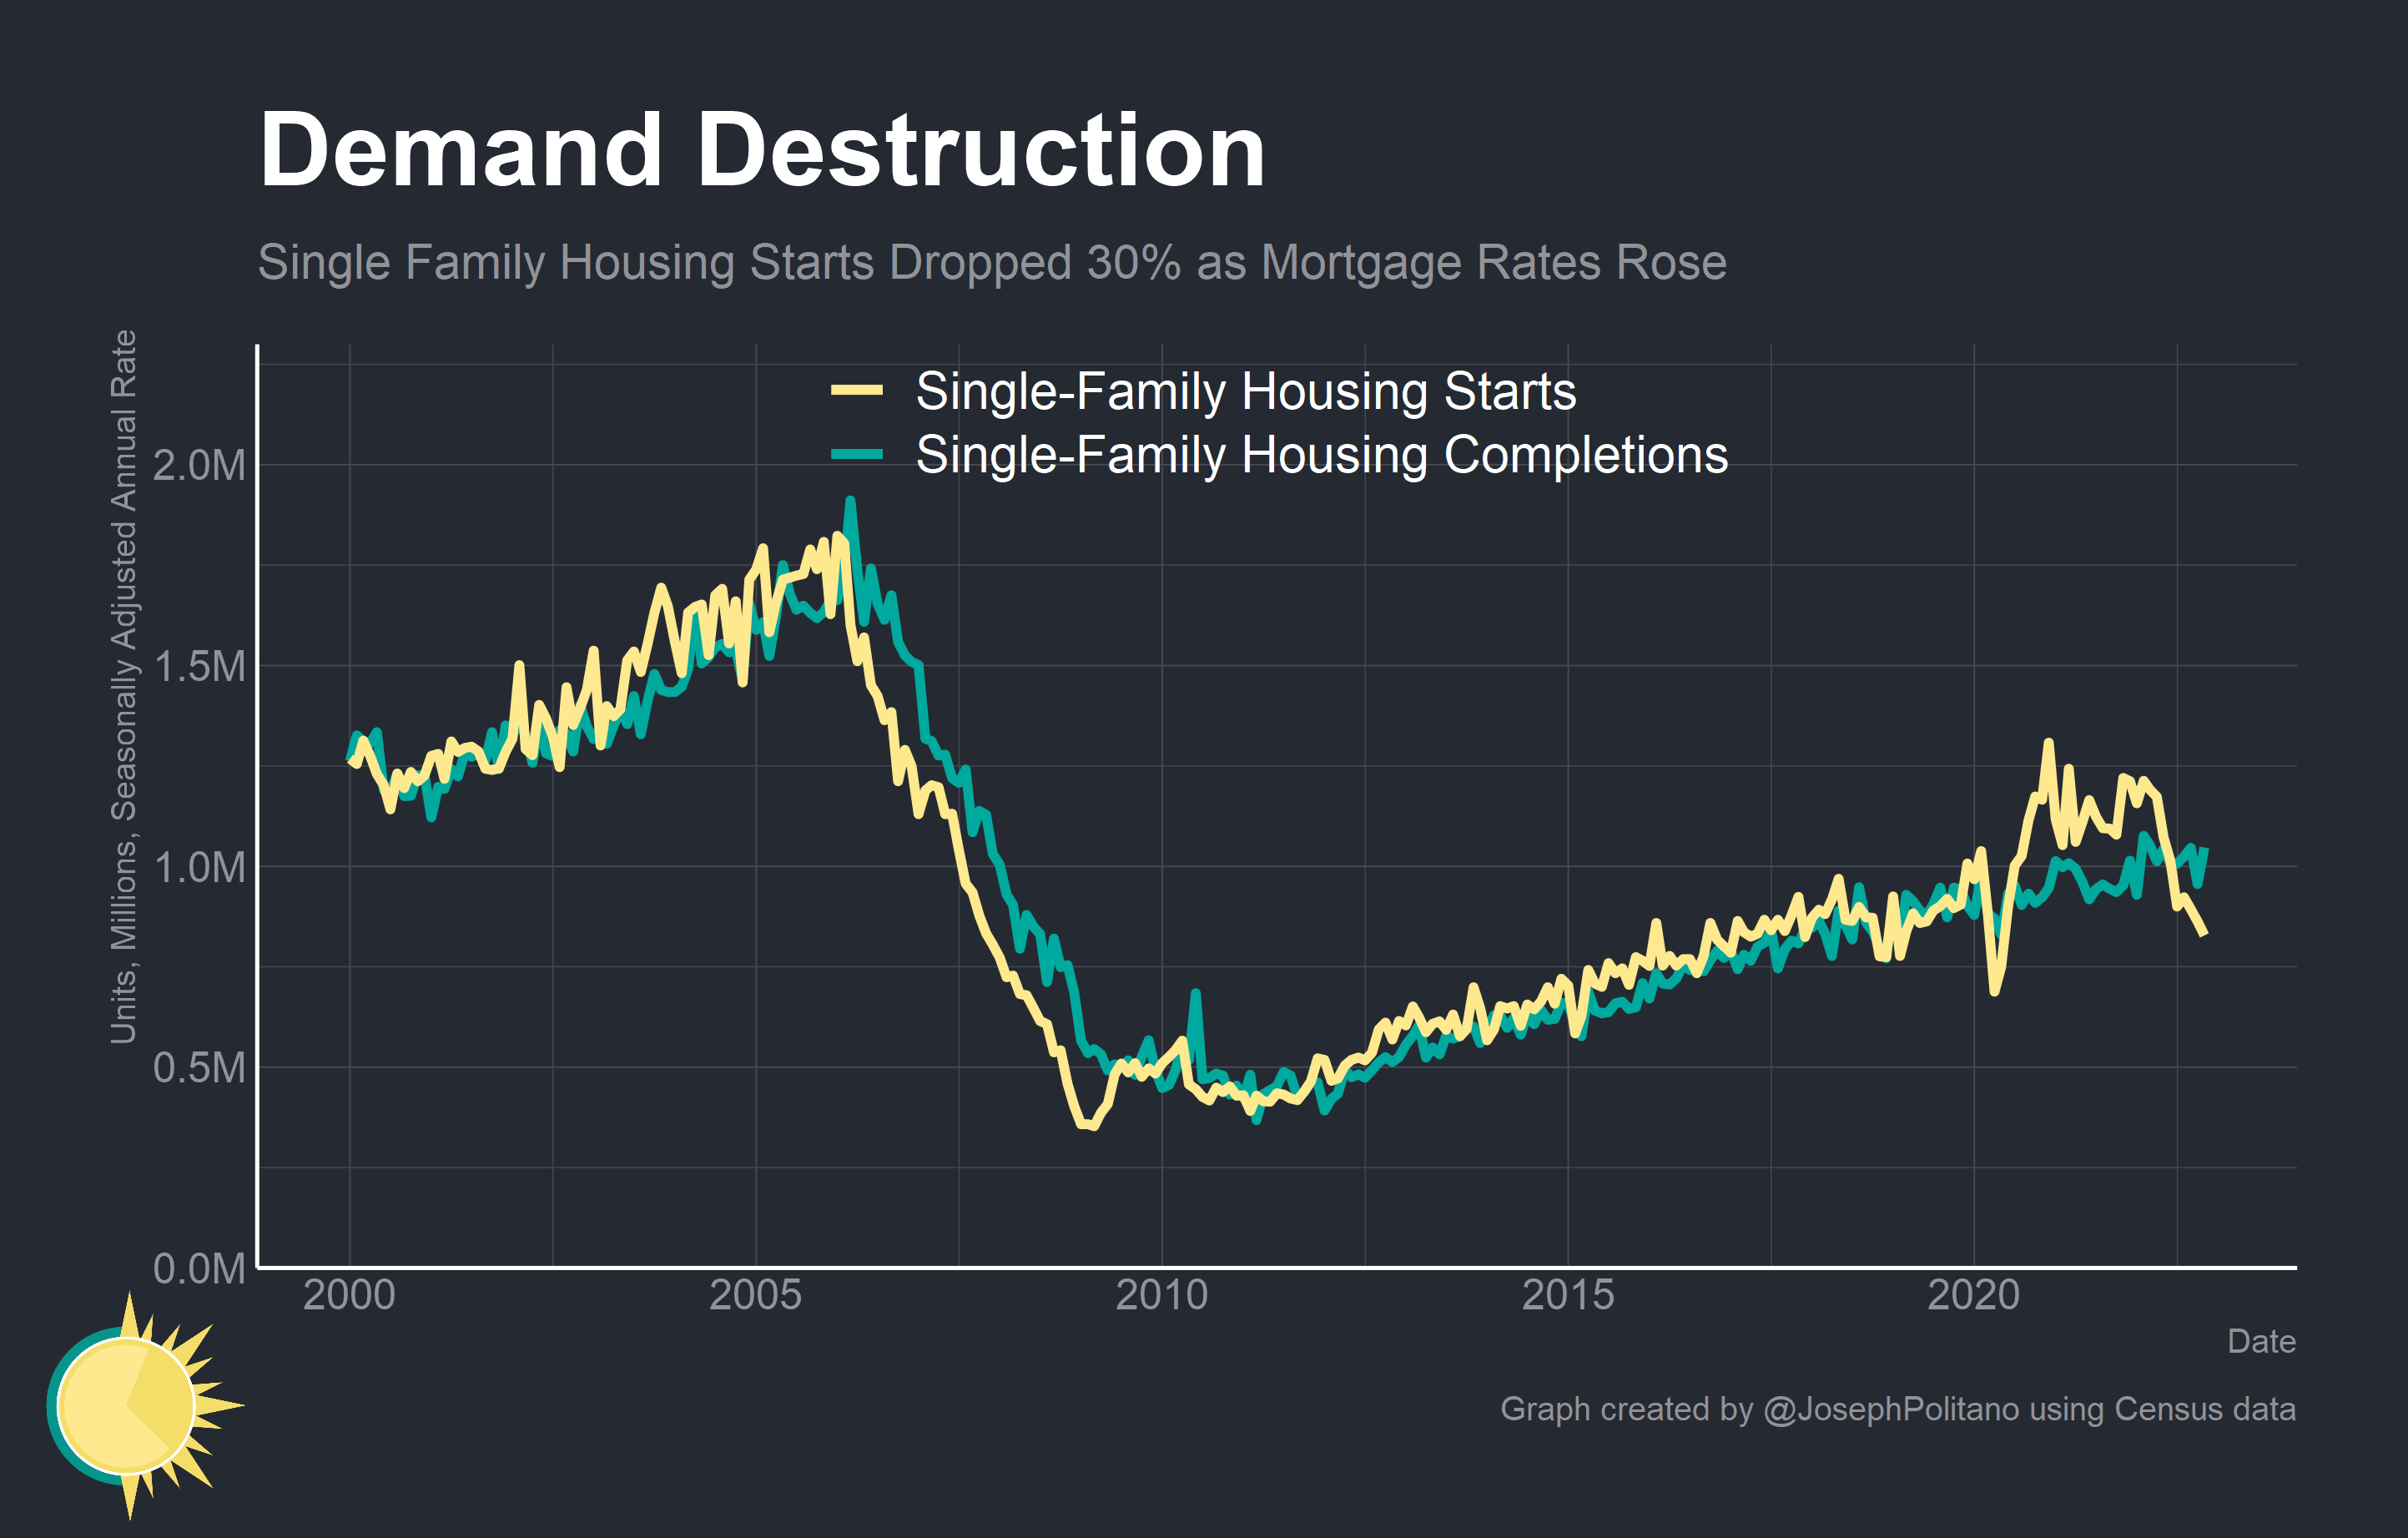 Demand Destruction
Single Family Housing Starts Dropped 30% as Mortgage Rates Rose
Units, Millions, Seasonally Adjusted Annual Rate
Single-Family Housing Starts
Single-Family Housing Completions
2.0M
1.5M
1.0M
0.5M
0.0M
2000
2005
2010
2015
2020
Date
Graph created by @JosephPolitano using Census data